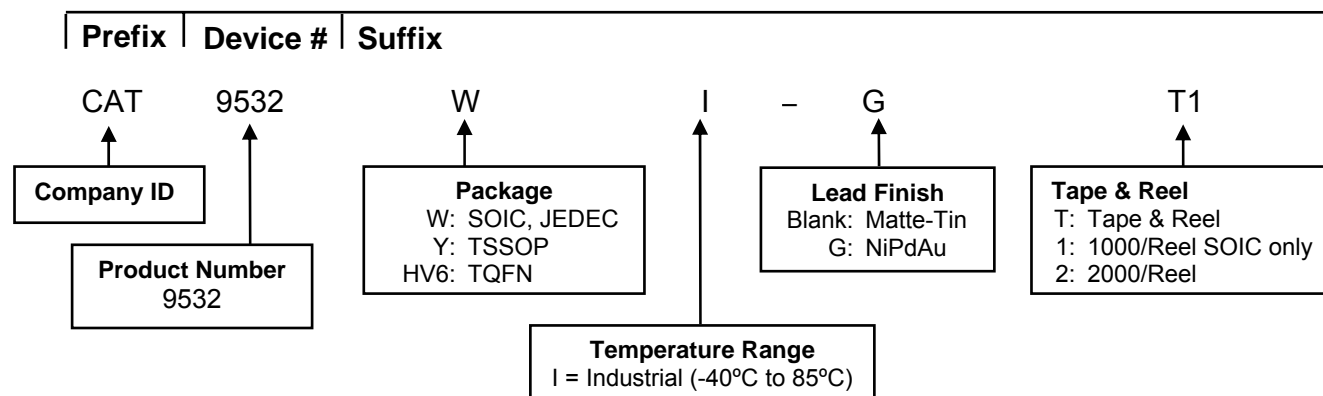 Prefix Device # Suffix
CAT 9532 W I – G T1
Company ID
Product Number
9532
Package
W: SOIC, JEDEC
Y: TSSOP
HV6: TQFN
Temperature Range
I = Industrial (-40ºC to 85ºC)
Lead Finish
Blank: Matte-Tin
G: NiPdAu
Tape & Reel
T: Tape & Reel
1: 1000/Reel SOIC only
2: 2000/Reel